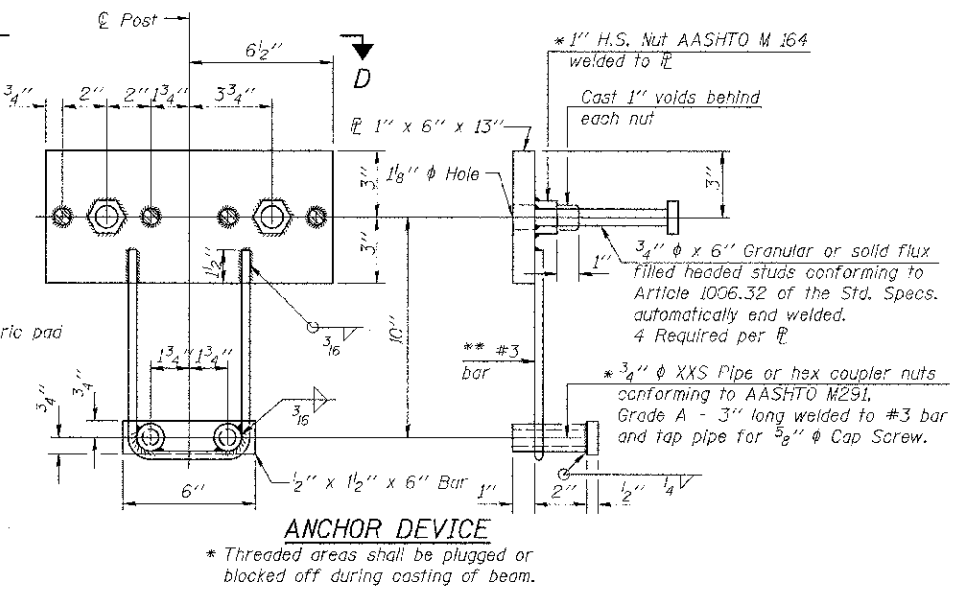 ℄ Post
6½"
D
¾"
2"
2"
1¾"
3¾"
* 1" H.S. Nut AASHTO M 164
welded to ℙL
Cast 1" voids behind
each nut
ℙL 1" x 6" x 13"
1⅛" ϕ Hole
3"
3"
3"
1½"
1"
¾" ϕ x 6" Granular or solid flux
filled headed studs conforming to
Article 1006.32 of the Std. Specs.
automatically end welded.
4 Required per ℙL
ric pad
3/16
10"
** #3
bar
1¾"
1¾"
¾"
¾"
3/16
* ¾" ϕ XXS Pipe or hex coupler nuts
conforming to AASHTO M291,
Grade A - 3" long welded to #3 bar
and tap pipe for ⅝" ϕ Cap Screw.
6"
½" x 1½" x 6" Bar
1"
2"
½"
¼
ANCHOR DEVICE
* Threaded areas shall be plugged or
blocked off during casting of beam.